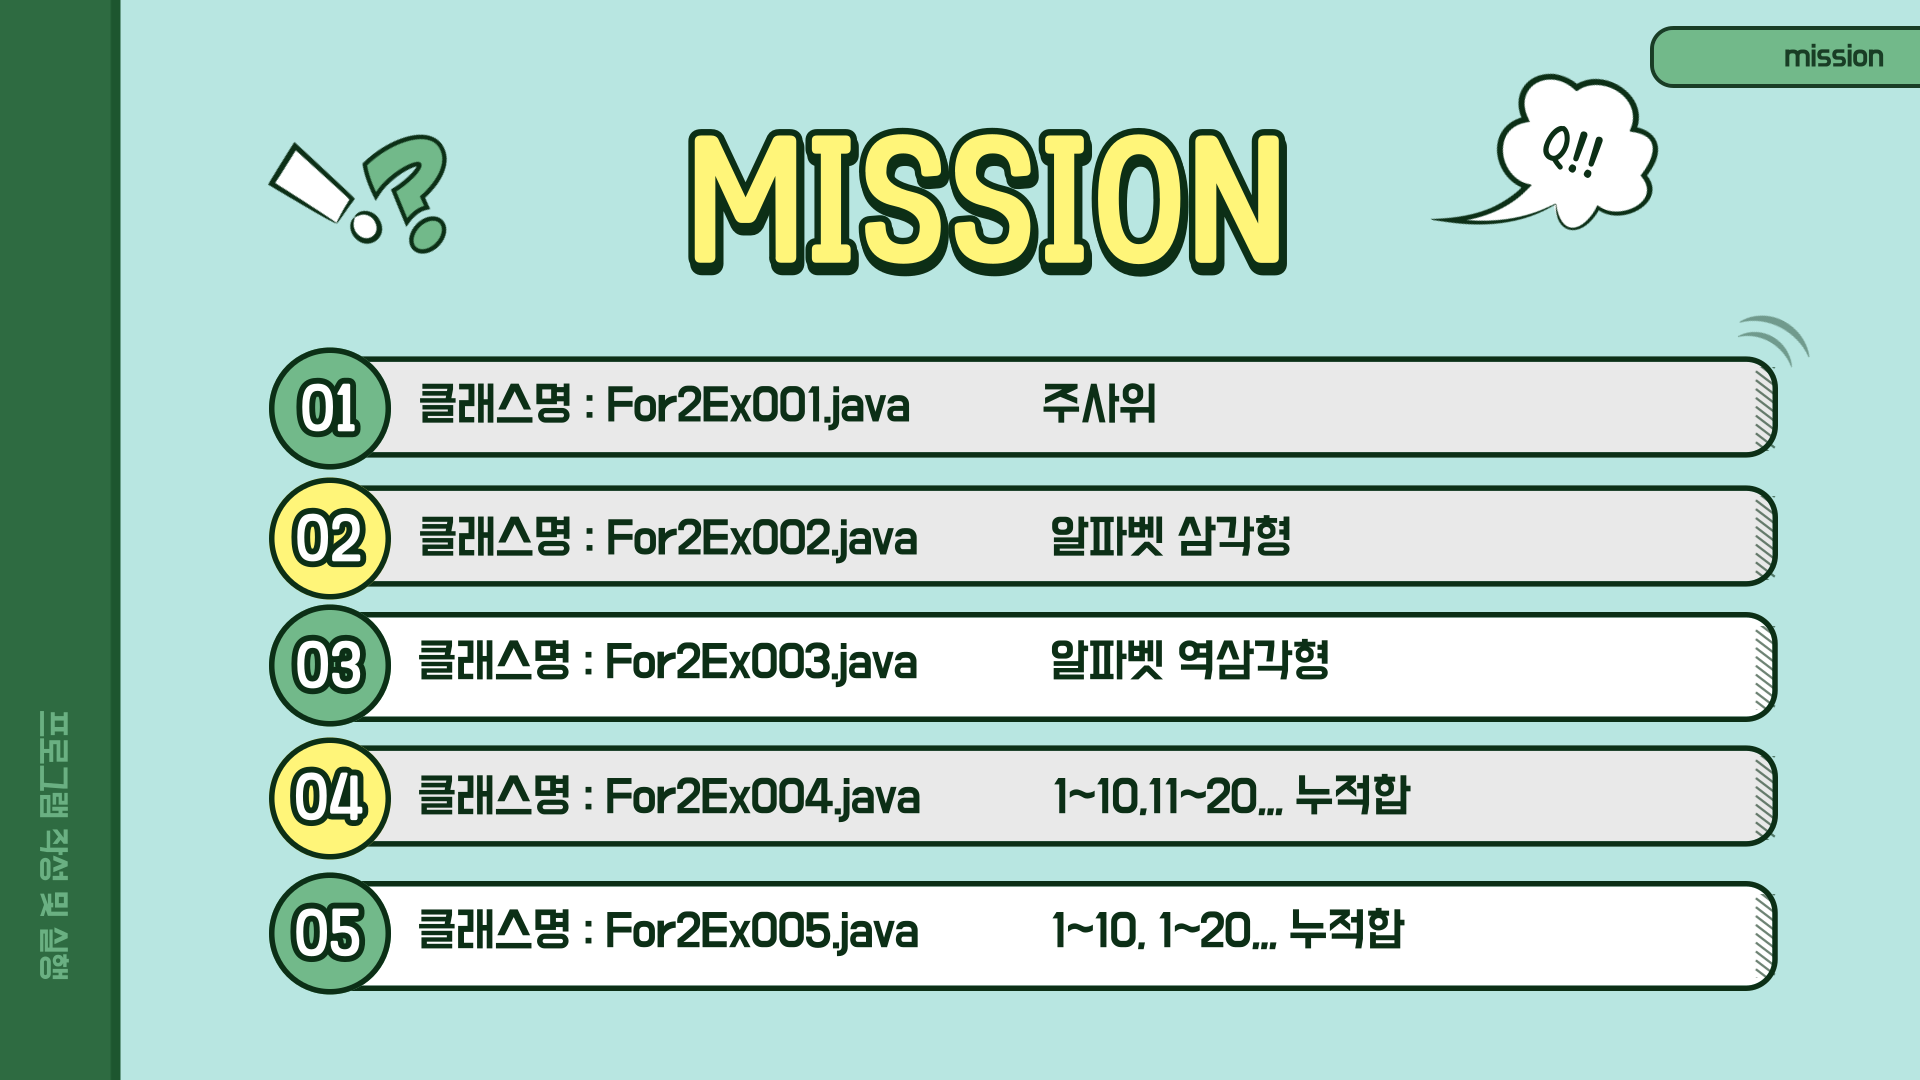 mission
MISSION
Q!!
01 클래스명 : For2Ex001.java 주사위
02 클래스명 : For2Ex002.java 알파벳 삼각형
03 클래스명 : For2Ex003.java 알파벳 역삼각형
04 클래스명 : For2Ex004.java 1~10,11~20,,, 누적합
05 클래스명 : For2Ex005.java 1~10, 1~20,,, 누적합
프로그램 작성 및 실행